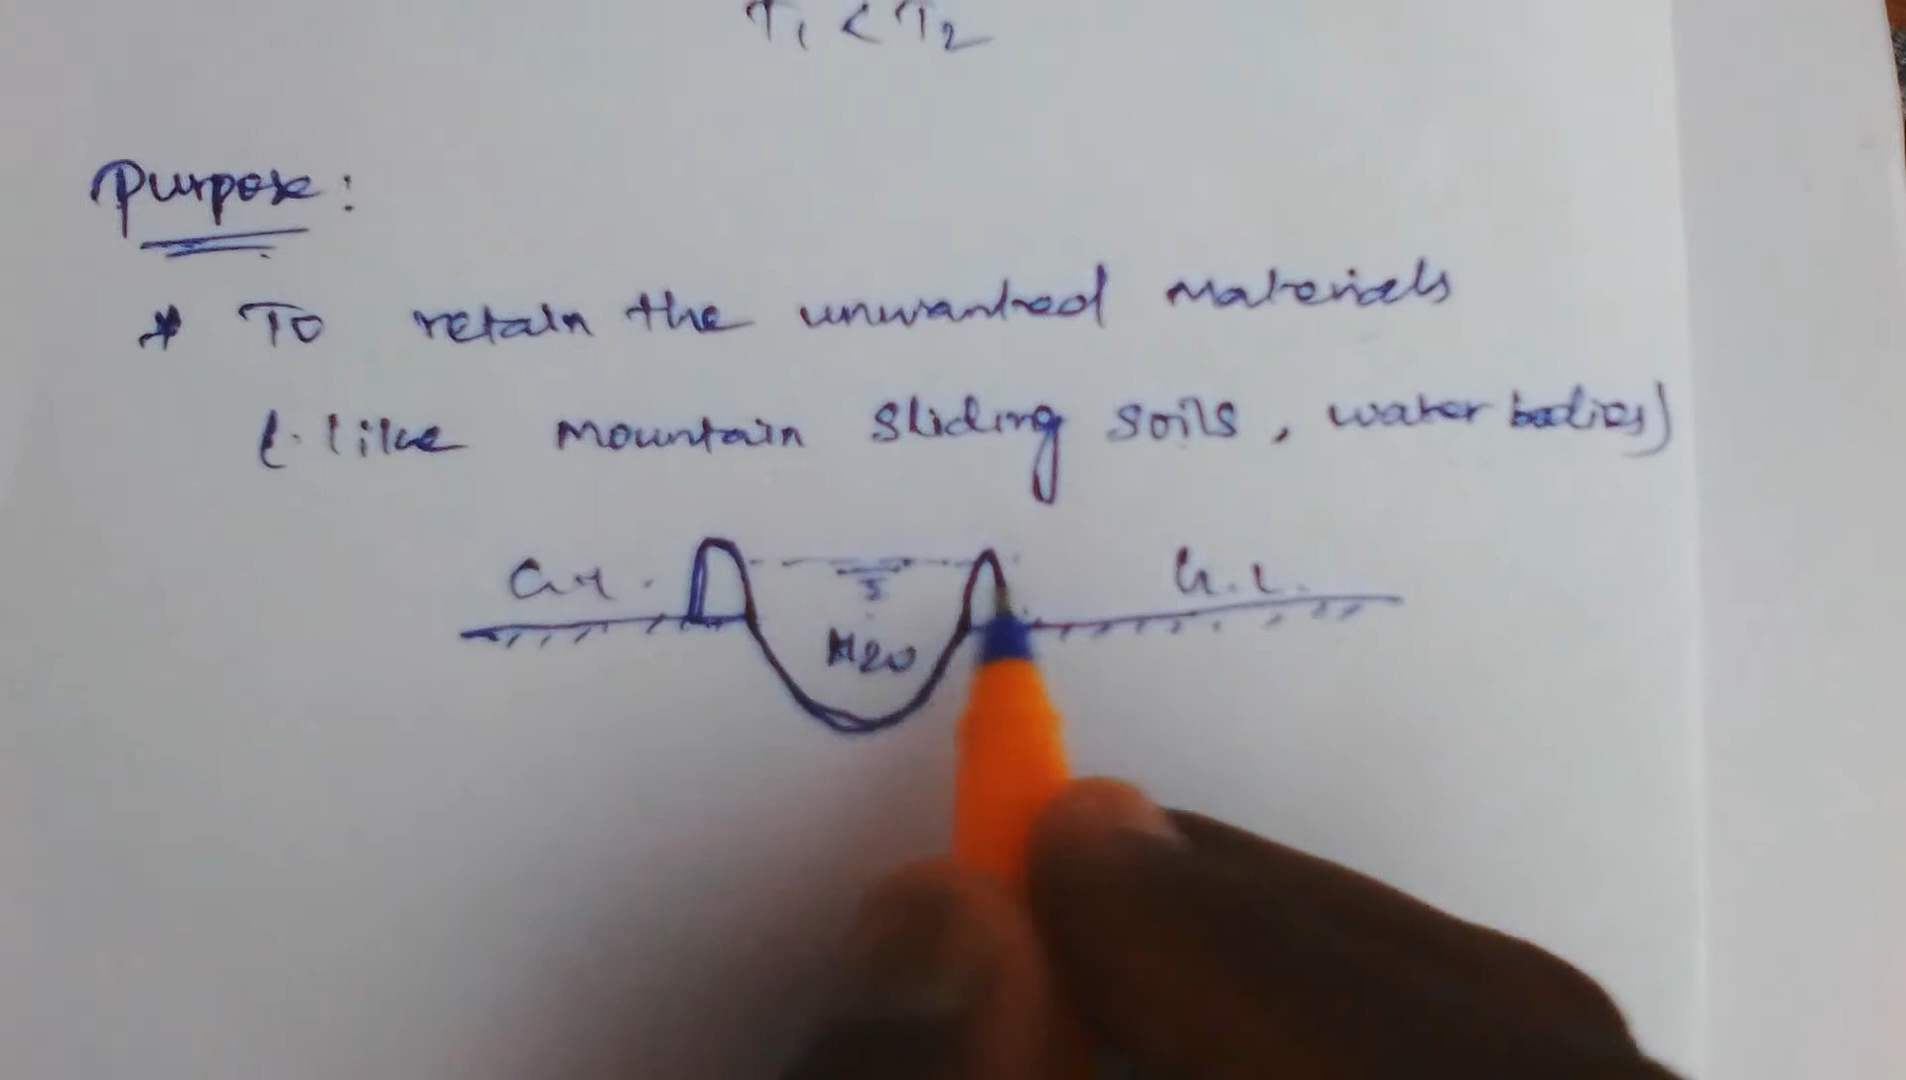 T1 < T2
Purpose :
* To retain the unwanted materials
(. like mountain sliding soils , water bodies)
G.L. G.L.
H2O